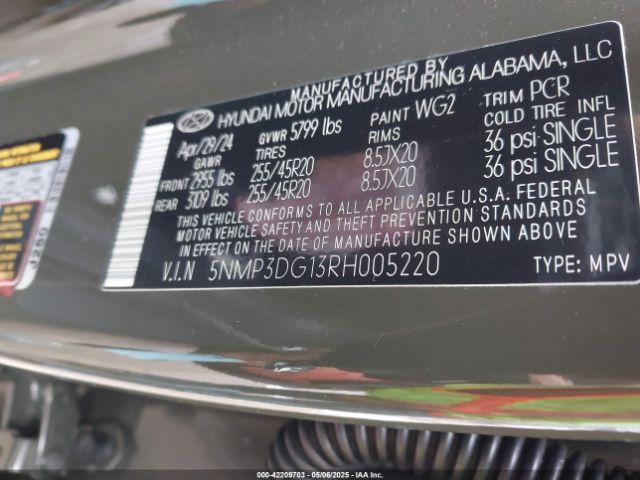 MANUFACTURED BY
HYUNDAI MOTOR MANUFACTURING ALABAMA, LLC
Apr/29/24 GVWR 5799 lbs PAINT WG2 TRIM PCR
GAWR TIRES RIMS COLD TIRE INFL
FRONT 2955 lbs 255/45R20 8.5JX20 36 psi SINGLE
REAR 3109 lbs 255/45R20 8.5JX20 36 psi SINGLE
THIS VEHICLE CONFORMS TO ALL APPLICABLE U.S.A. FEDERAL
MOTOR VEHICLE SAFETY AND THEFT PREVENTION STANDARDS
IN EFFECT ON THE DATE OF MANUFACTURE SHOWN ABOVE
V.I.N 5NMP3DG13RH005220 TYPE: MPV
000-42209703 - 05/06/2025 - IAA Inc.